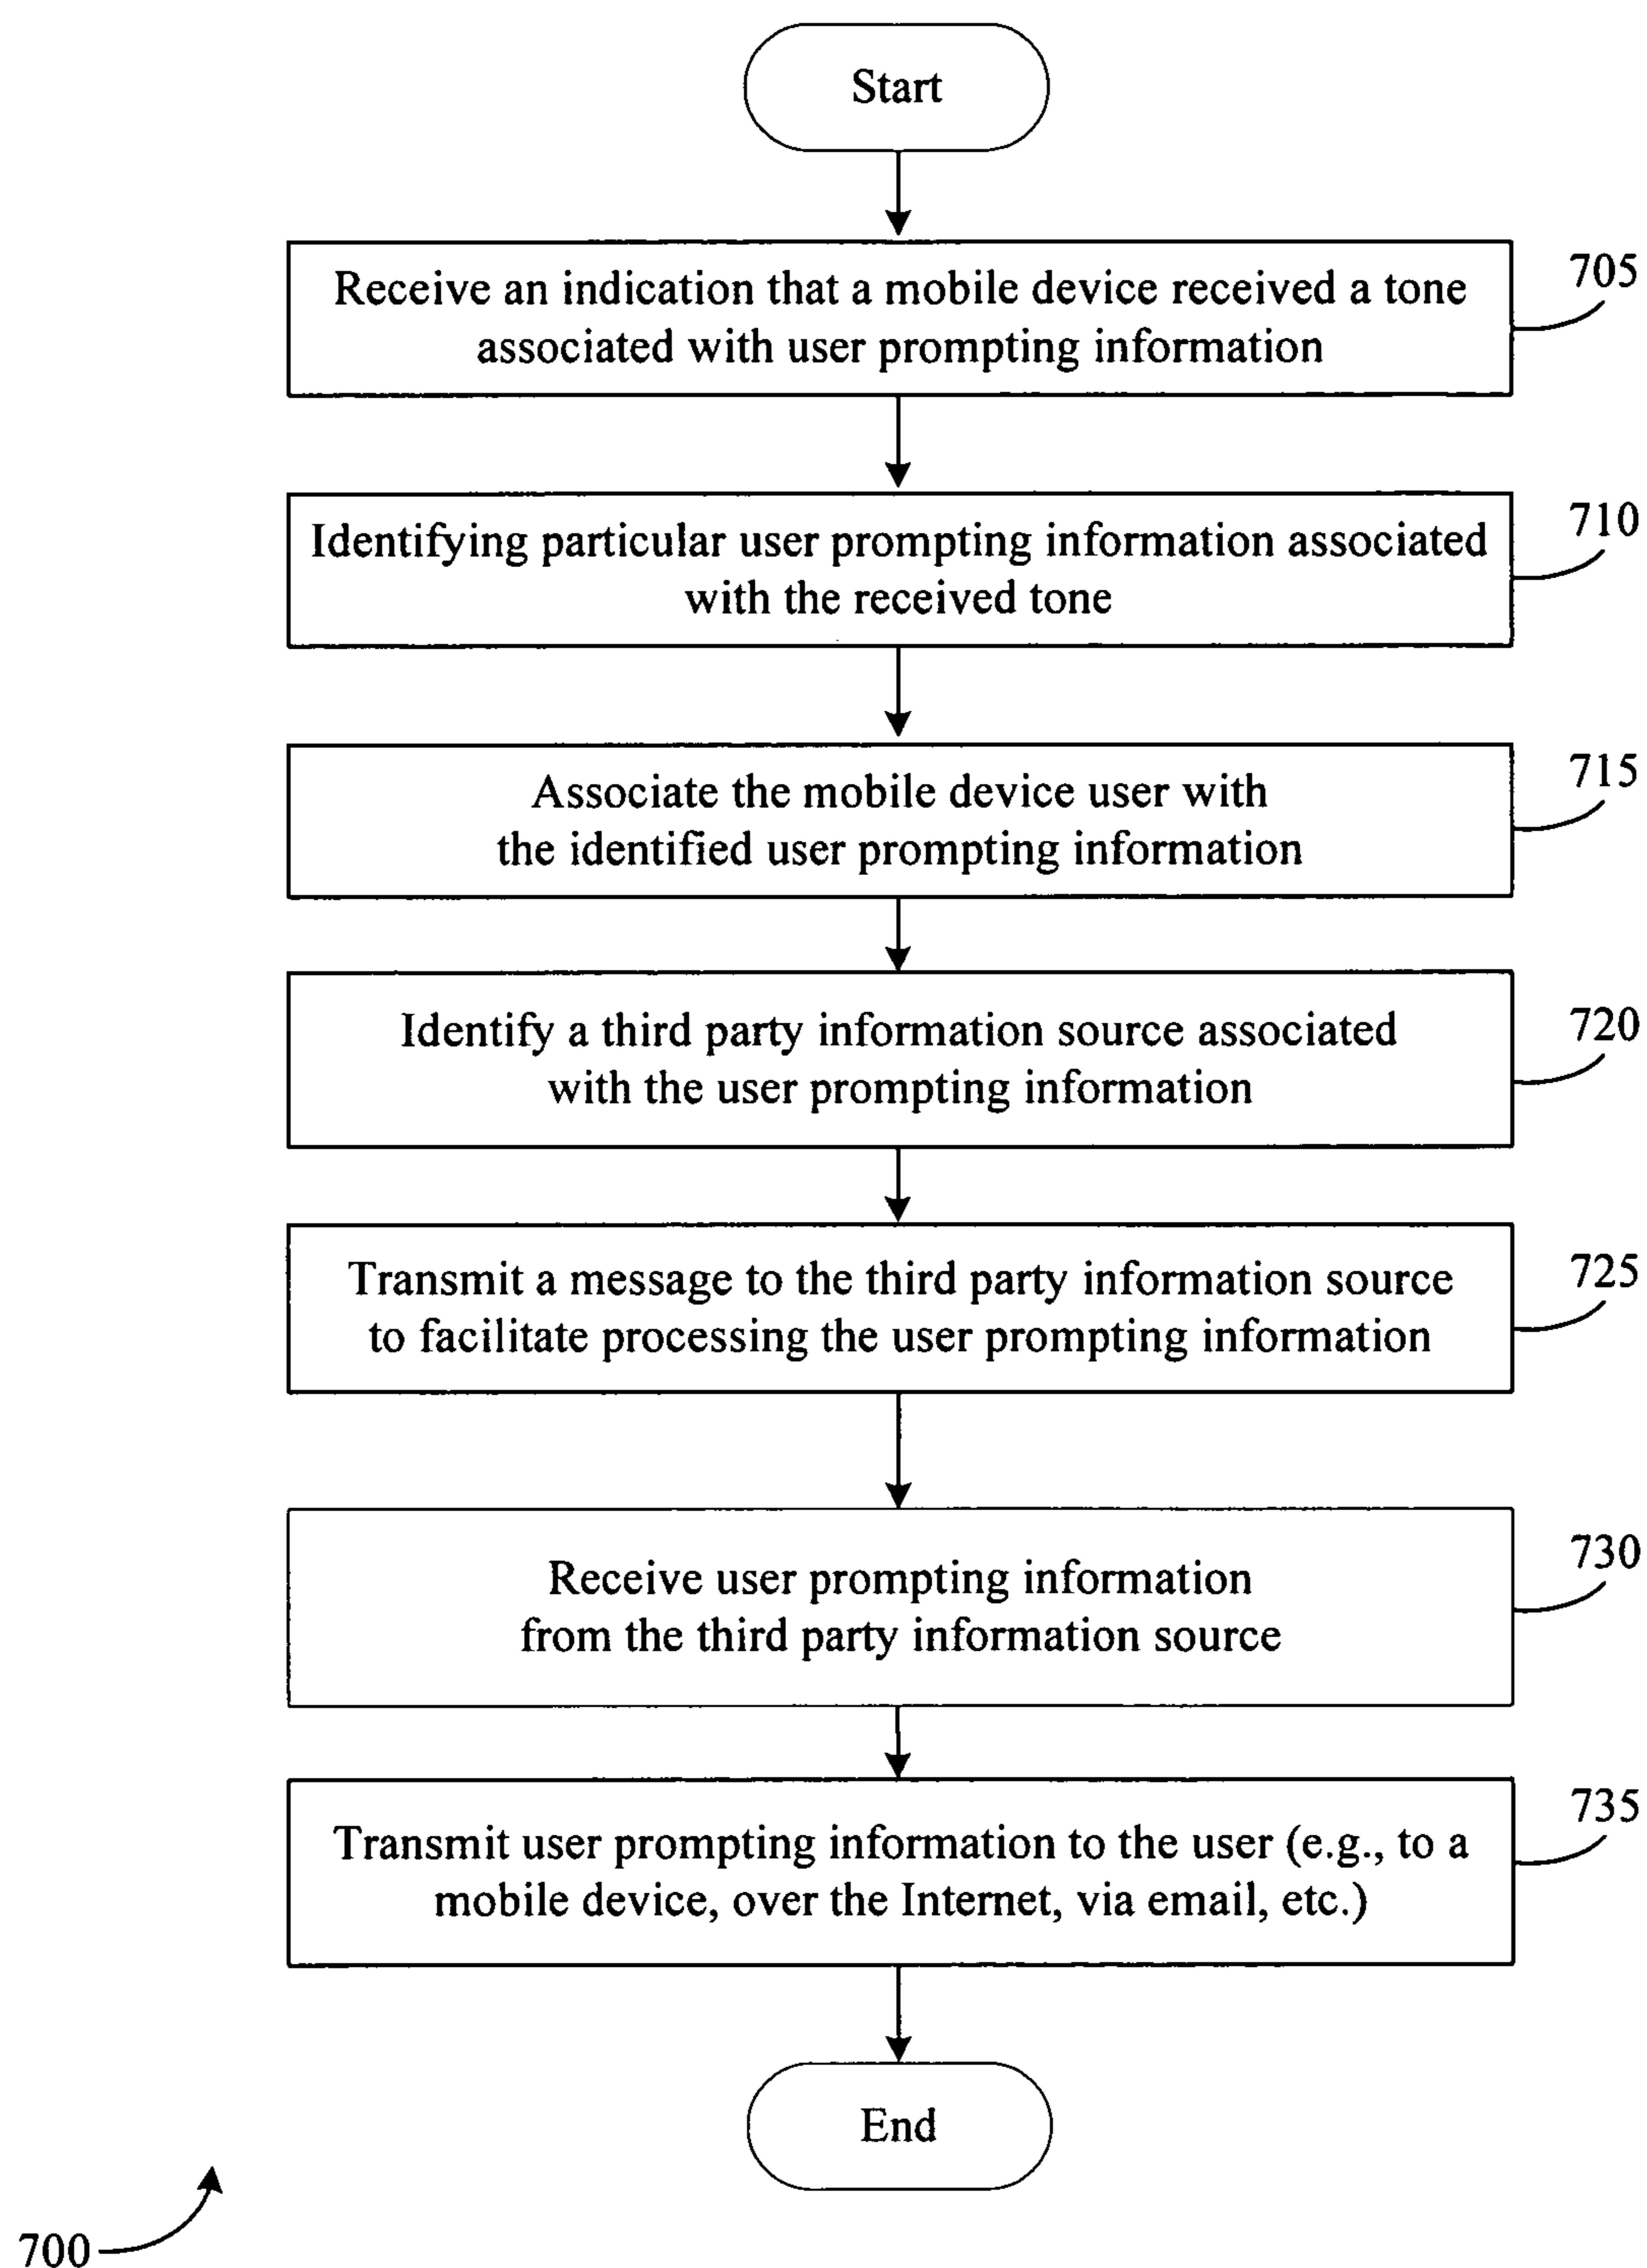 Start
Receive an indication that a mobile device received a tone
associated with user prompting information
705
Identifying particular user prompting information associated
with the received tone
710
Associate the mobile device user with
the identified user prompting information
715
Identify a third party information source associated
with the user prompting information
720
Transmit a message to the third party information source
to facilitate processing the user prompting information
725
Receive user prompting information
from the third party information source
730
Transmit user prompting information to the user (e.g., to a
mobile device, over the Internet, via email, etc.)
735
End
700